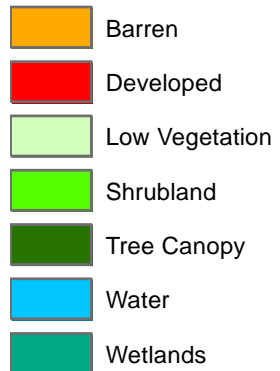 Barren
Developed
Low Vegetation
Shrubland
Tree Canopy
Water
Wetlands